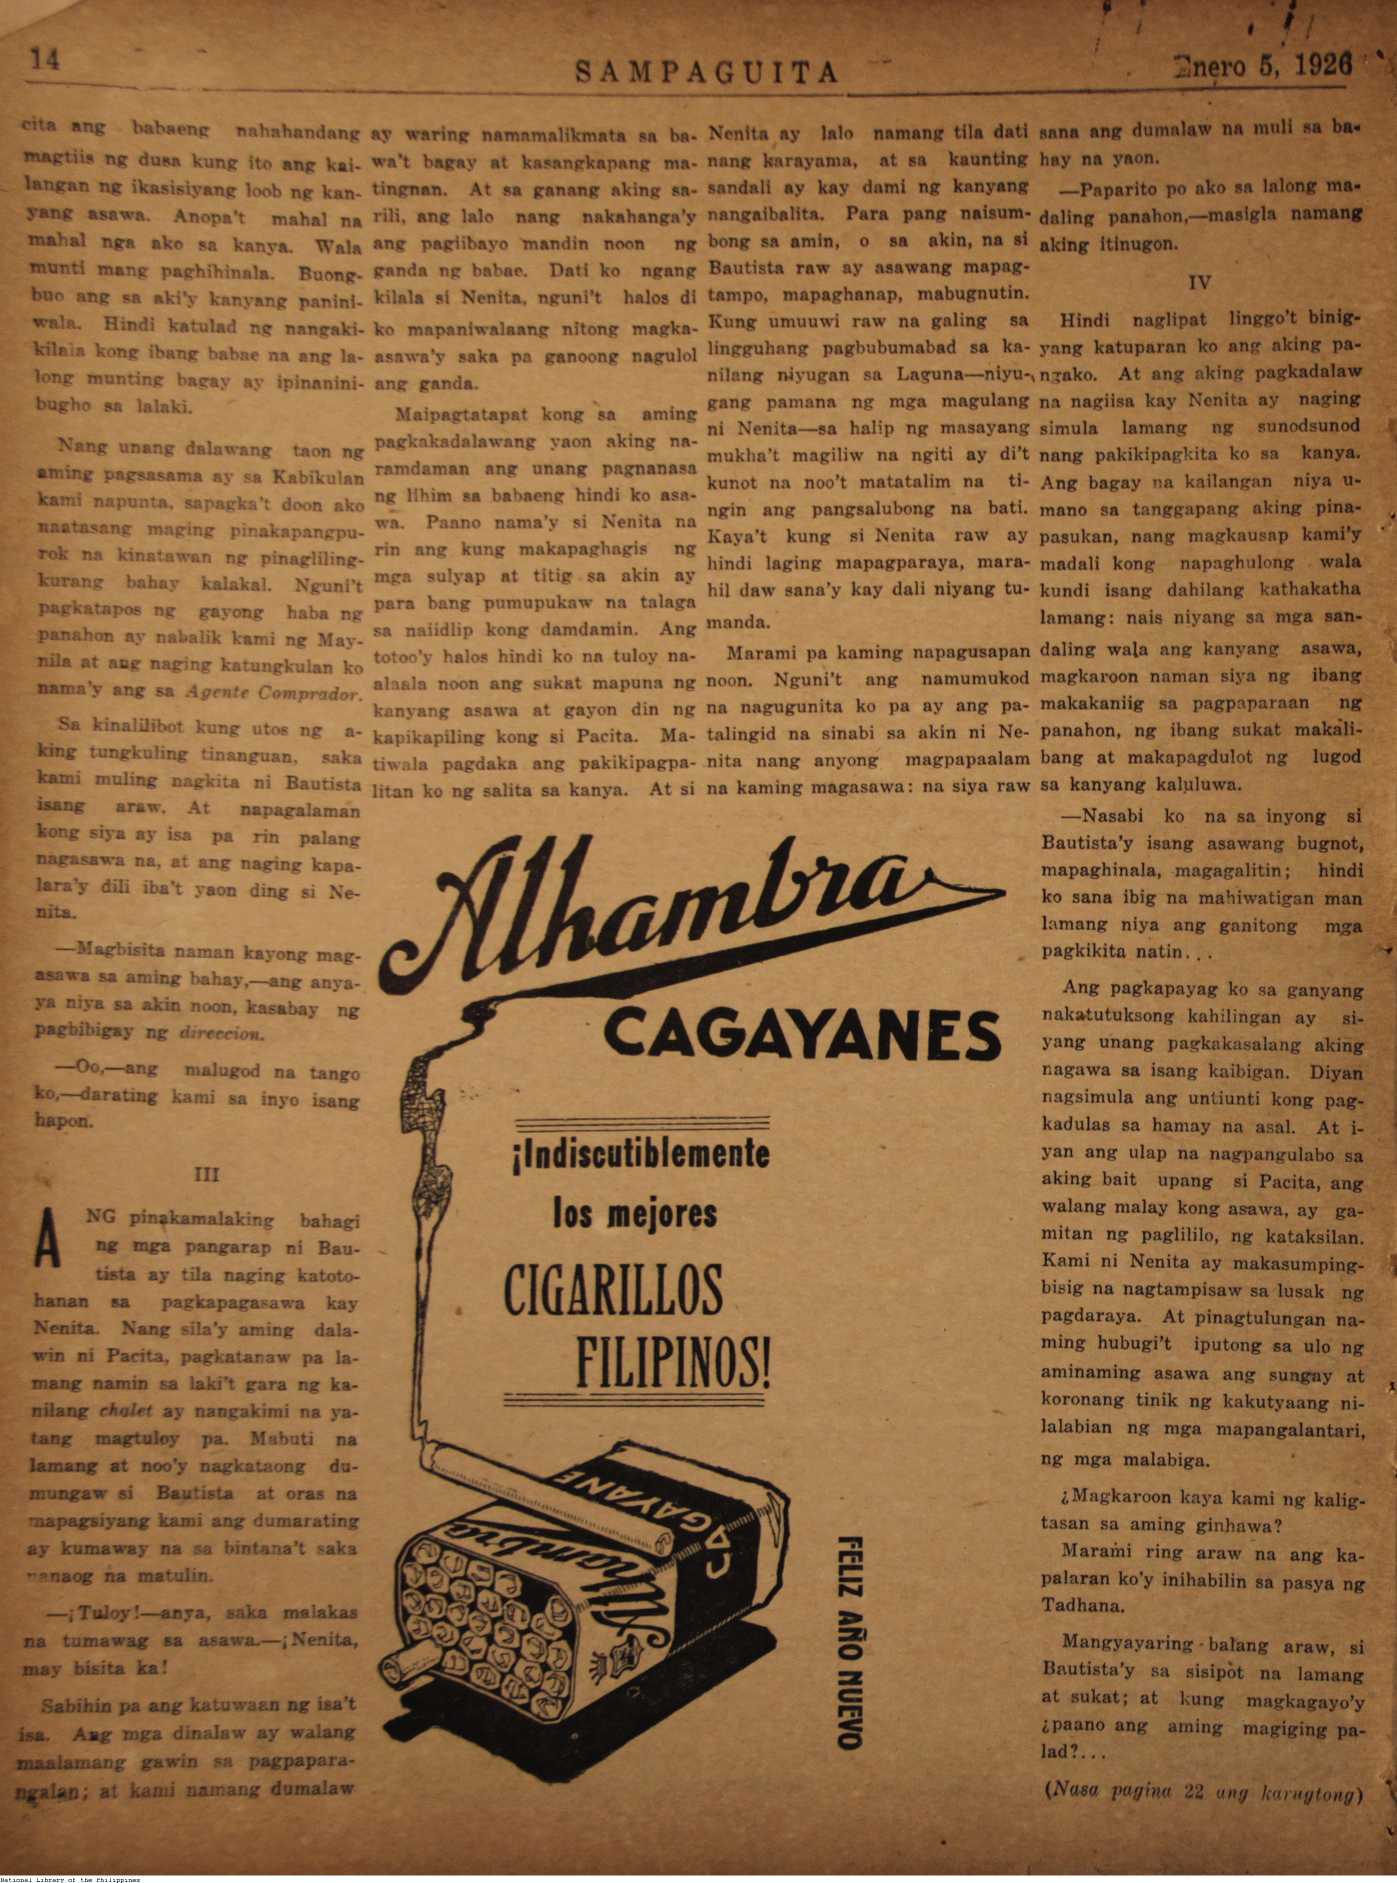 14
SAMPAGUITA
Enero 5, 1926
cita ang babaeng nahahandang
magtiis ng dusa kung ito ang kai-
langan ng ikasisiyang loob ng kan-
yang asawa. Anopa't mahal na
mahal nga ako sa kanya. Wala
munti mang paghihinala. Buong-
buo ang sa aki'y kanyang panini-
wala. Hindi katulad ng nangaki-
kilala kong ibang babae na ang la-
long munting bagay ay ipinanini-
bugho sa lalaki.
Nang unang dalawang taon ng
aming pagsasama ay sa Kabikulan
kami napunta, sapagka't doon ako
naatasang maging pinakapangpu-
rok na kinatawan ng pinagliling-
kurang bahay kalakal. Nguni't
pagkatapos ng gayong haba ng
panahon ay nabalik kami ng May-
nila at ang naging katungkulan ko
nama'y ang sa Agente Comprador.
Sa kinalilibot kung utos ng a-
king tungkuling tinanguan, saka
kami muling nagkita ni Bautista
isang araw. At napagalaman
kong siya ay isa pa rin palang
nagasawa na, at ang naging kapa-
lara'y dili iba't yaon ding si Ne-
nita.
—Magbisita naman kayong mag-
asawa sa aming bahay,—ang anya-
ya niya sa akin noon, kasabay ng
pagbibigay ng direccion.
—Oo,—ang malugod na tango
ko,—darating kami sa inyo isang
hapon.
III
ANG pinakamalaking bahagi
ng mga pangarap ni Bau-
tista ay tila naging katoto-
hanan sa pagkapagasawa kay
Nenita. Nang sila'y aming dala-
win ni Pacita, pagkatanaw pa la-
mang namin sa laki't gara ng ka-
nilang chalet ay nangakimi na ya-
tang magtuloy pa. Mabuti na
lamang at noo'y nagkataong du-
mungaw si Bautista at oras na
mapagsiyang kami ang dumarating
ay kumaway na sa bintana't saka
nanaog na matulin.
—¡Tuloy!—anya, saka malakas
na tumawag sa asawa.—¡Nenita,
may bisita ka!
Sabihin pa ang katuwaan ng isa't
isa. Ang mga dinalaw ay walang
maalamang gawin sa pagpapara-
ngalan; at kami namang dumalaw
ay waring namamalikmata sa ba-
wa't bagay at kasangkapang ma-
tingnan. At sa ganang aking sa-
rili, ang lalo nang nakahanga'y
ang pagiibayo mandin noon ng
ganda ng babae. Dati ko ngang
kilala si Nenita, nguni't halos di
ko mapaniwalaang nitong magka-
asawa'y saka pa ganoong nagulol
ang ganda.
Maipagtatapat kong sa aming
pagkakadalawang yaon aking na-
ramdaman ang unang pagnanasa
ng lihim sa babaeng hindi ko asa-
wa. Paano nama'y si Nenita na
rin ang kung makapaghagis ng
mga sulyap at titig sa akin ay
para bang pumupukaw na talaga
sa naiidlip kong damdamin. Ang
totoo'y halos hindi ko na tuloy na-
alaala noon ang sukat mapuna ng
kanyang asawa at gayon din ng
kapikapiling kong si Pacita. Ma-
tiwala pagdaka ang pakikipagpa-
litan ko ng salita sa kanya. At si
Nenita ay lalo namang tila dati
nang karayama, at sa kaunting
sandali ay kay dami ng kanyang
nangaibalita. Para pang naisum-
bong sa amin, o sa akin, na si
Bautista raw ay asawang mapag-
tampo, mapaghanap, mabugnutin.
Kung umuuwi raw na galing sa
lingguhang pagbubumabad sa ka-
nilang niyugan sa Laguna—niyu-
gang pamana ng mga magulang
ni Nenita—sa halip ng masayang
mukha't magiliw na ngiti ay di't
kunot na noo't matatalim na ti-
ngin ang pangsalubong na bati.
Kaya't kung si Nenita raw ay
hindi laging mapagparaya, mara-
hil daw sana'y kay dali niyang tu-
manda.
Marami pa kaming napagusapan
noon. Nguni't ang namumukod
na nagugunita ko pa ay ang pa-
talingid na sinabi sa akin ni Ne-
nita nang anyong magpapaalam
na kaming magasawa: na siya raw
sana ang dumalaw na muli sa ba-
hay na yaon.
—Paparito po ako sa lalong ma-
daling panahon,—masigla namang
aking itinugon.
IV
Hindi naglipat linggo't binig-
yang katuparan ko ang aking pa-
ngako. At ang aking pagkadalaw
na nagiisa kay Nenita ay naging
simula lamang ng sunodsunod
nang pakikipagkita ko sa kanya.
Ang bagay na kailangan niya u-
mano sa tanggapang aking pina-
pasukan, nang magkausap kami'y
madali kong napaghulong wala
kundi isang dahilang kathakatha
lamang: nais niyang sa mga san-
daling wala ang kanyang asawa,
magkaroon naman siya ng ibang
makakaniig sa pagpaparaan ng
panahon, ng ibang sukat makali-
bang at makapagdulot ng lugod
sa kanyang kaluluwa.
—Nasabi ko na sa inyong si
Bautista'y isang asawang bugnot,
mapaghinala, magagalitin; hindi
ko sana ibig na mahiwatigan man
lamang niya ang ganitong mga
pagkikita natin...
Ang pagkapayag ko sa ganyang
nakatutuksong kahilingan ay si-
yang unang pagkakasalang aking
nagawa sa isang kaibigan. Diyan
nagsimula ang untiunti kong pag-
kadulas sa hamay na asal. At i-
yan ang ulap na nagpangulabo sa
aking bait upang si Pacita, ang
walang malay kong asawa, ay ga-
mitan ng paglililo, ng kataksilan.
Kami ni Nenita ay makasumping-
bisig na nagtampisaw sa lusak ng
pagdaraya. At pinagtulungan na-
ming hubugi't iputong sa ulo ng
aminaming asawa ang sungay at
koronang tinik ng kakutyaang ni-
lalabian ng mga mapangalantari,
ng mga malabiga.
¿Magkaroon kaya kami ng kalig-
tasan sa aming ginhawa?
Marami ring araw na ang ka-
palaran ko'y inihabilin sa pasya ng
Tadhana.
Mangyayaring balang araw, si
Bautista'y sa sisipot na lamang
at sukat; at kung magkagayo'y
¿paano ang aming magiging pa-
lad?...
(Nasa pagina 22 ang karugtong)
Alhambra
CAGAYANES
¡Indiscutiblemente
los mejores
CIGARILLOS
FILIPINOS!
CAGAYANE
Alhambra
FELIZ AÑO NUEVO
National Library of the Philippines